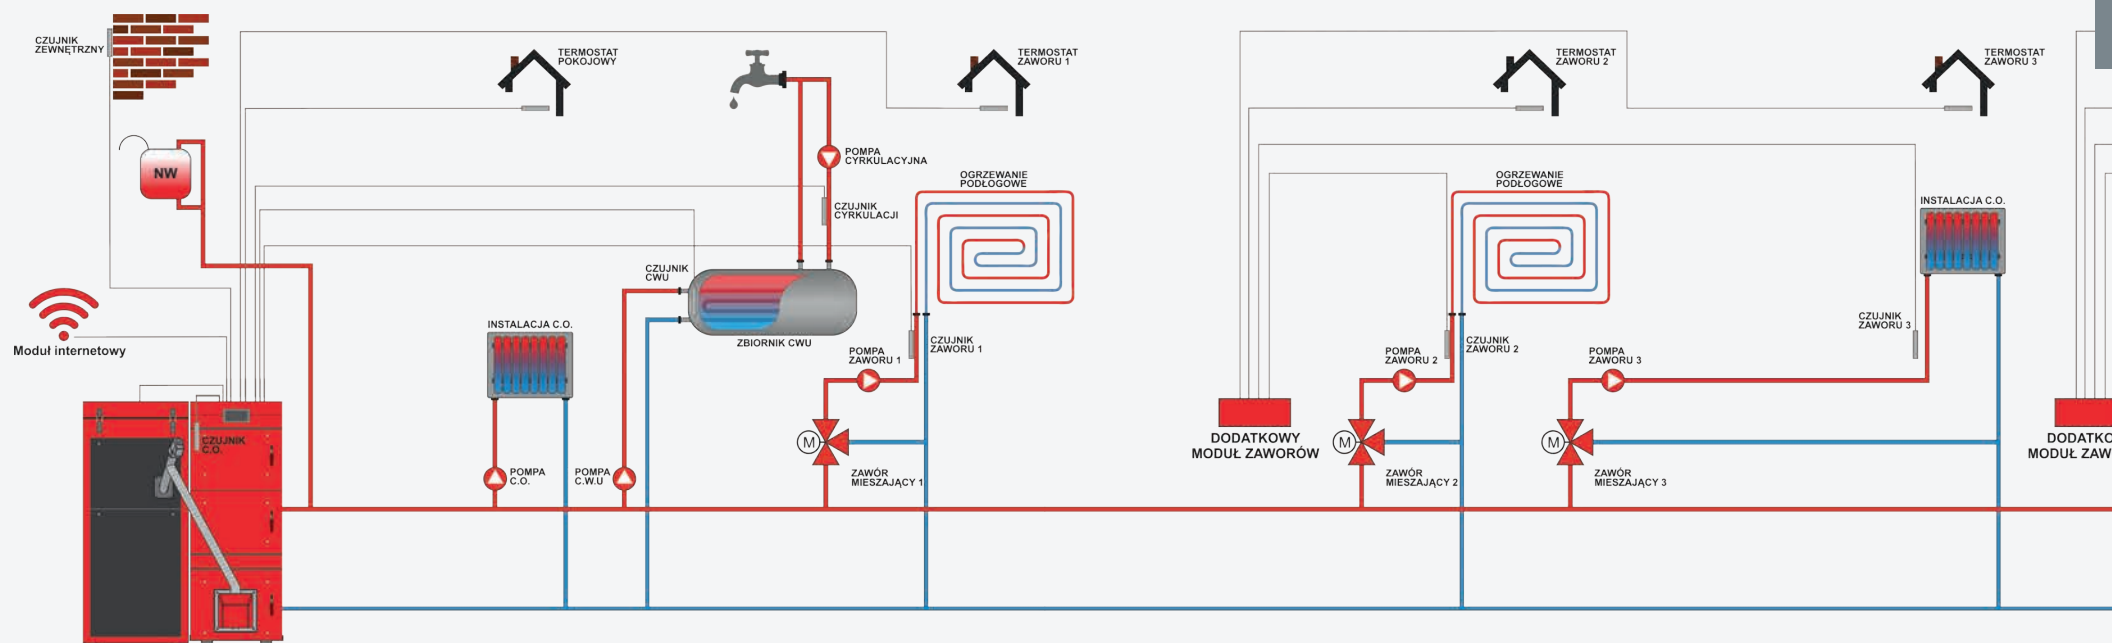 CZUJNIK
ZEWNĘTRZNY
TERMOSTAT
POKOJOWY
TERMOSTAT
ZAWORU 1
TERMOSTAT
ZAWORU 2
TERMOSTAT
ZAWORU 3
NW
POMPA
CYRKULACYJNA
OGRZEWANIE
PODŁOGOWE
OGRZEWANIE
PODŁOGOWE
CZUJNIK
CYRKULACJI
INSTALACJA C.O.
CZUJNIK
CWU
INSTALACJA C.O.
ZBIORNIK CWU
CZUJNIK
ZAWORU 1
CZUJNIK
ZAWORU 2
CZUJNIK
ZAWORU 3
Moduł internetowy
POMPA
ZAWORU 1
POMPA
ZAWORU 2
POMPA
ZAWORU 3
CZUJNIK
C.O.
M
M
M
DODATKOWY
MODUŁ ZAWORÓW
DODATKO
MODUŁ ZAW
POMPA
C.O.
POMPA
C.W.U
ZAWÓR
MIESZAJĄCY 1
ZAWÓR
MIESZAJĄCY 2
ZAWÓR
MIESZAJĄCY 3